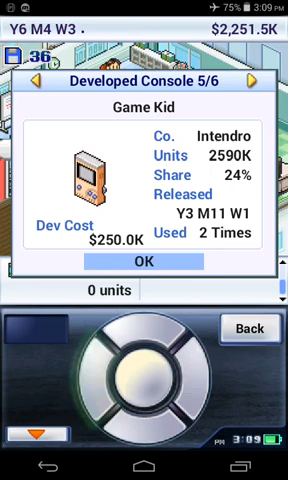 75% 3:09 PM
Y6 M4 W3 $2,251.5K
36
Developed Console 5/6
Game Kid
Co. Intendro
Units 2590K
Share 24%
Released
Y3 M11 W1
Dev Cost
$250.0K
Used 2 Times
OK
0 units
Back
PM 3:09